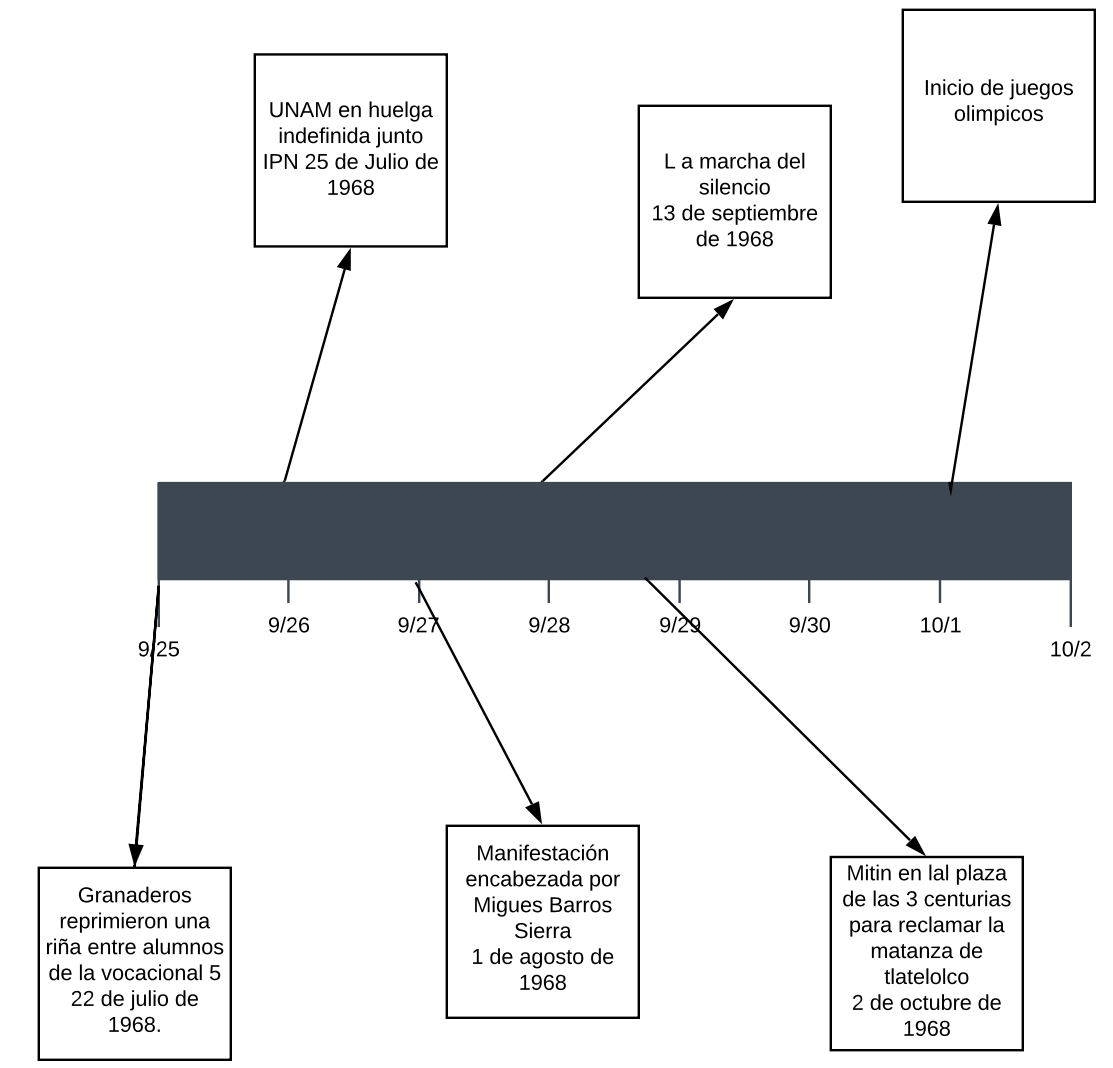 Inicio de juegos
olimpicos
UNAM en huelga
indefinida junto
IPN 25 de Julio de
1968
L a marcha del
silencio
13 de septiembre
de 1968
9/25
9/26
9/27
9/28
9/29
9/30
10/1
10/2
Granaderos
reprimieron una
riña entre alumnos
de la vocacional 5
22 de julio de
1968.
Manifestación
encabezada por
Migues Barros
Sierra
1 de agosto de
1968
Mitin en lal plaza
de las 3 centurias
para reclamar la
matanza de
tlatelolco
2 de octubre de
1968